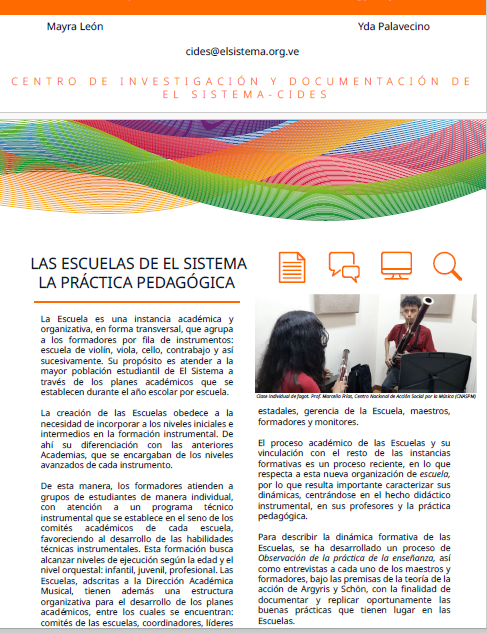 Mayra León
Yda Palavecino
cides@elsistema.org.ve
CENTRO DE INVESTIGACIÓN Y DOCUMENTACIÓN DE
EL SISTEMA-CIDES
LAS ESCUELAS DE EL SISTEMA
LA PRÁCTICA PEDAGÓGICA
La Escuela es una instancia académica y
organizativa, en forma transversal, que agrupa
a los formadores por fila de instrumentos:
escuela de violín, viola, cello, contrabajo y así
sucesivamente. Su propósito es atender a la
mayor población estudiantil de El Sistema a
través de los planes académicos que se
establecen durante el año escolar por escuela.
La creación de las Escuelas obedece a la
necesidad de incorporar a los niveles iniciales e
intermedios en la formación instrumental. De
ahí su diferenciación con las anteriores
Academias, que se encargaban de los niveles
avanzados de cada instrumento.
De esta manera, los formadores atienden a
grupos de estudiantes de manera individual,
con atención a un programa técnico
instrumental que se establece en el seno de los
comités académicos de cada escuela,
favoreciendo al desarrollo de las habilidades
técnicas instrumentales. Esta formación busca
alcanzar niveles de ejecución según la edad y el
nivel orquestal: infantil, juvenil, profesional. Las
Escuelas, adscritas a la Dirección Académica
Musical, tienen además una estructura
organizativa para el desarrollo de los planes
académicos, entre los cuales se encuentran:
comités de las escuelas, coordinadores, líderes
Clase individual de fagot. Prof. Marcella Frías, Centro Nacional de Acción Social por la Música (CNASPM)
estadales, gerencia de la Escuela, maestros,
formadores y monitores.
El proceso académico de las Escuelas y su
vinculación con el resto de las instancias
formativas es un proceso reciente, en lo que
respecta a esta nueva organización de escuela,
por lo que resulta importante caracterizar sus
dinámicas, centrándose en el hecho didáctico
instrumental, en sus profesores y la práctica
pedagógica.
Para describir la dinámica formativa de las
Escuelas, se ha desarrollado un proceso de
Observación de la práctica de la enseñanza, así
como entrevistas a cada uno de los maestros y
formadores, bajo las premisas de la teoría de la
acción de Argyris y Schön, con la finalidad de
documentar y replicar oportunamente las
buenas prácticas que tienen lugar en las
Escuelas.